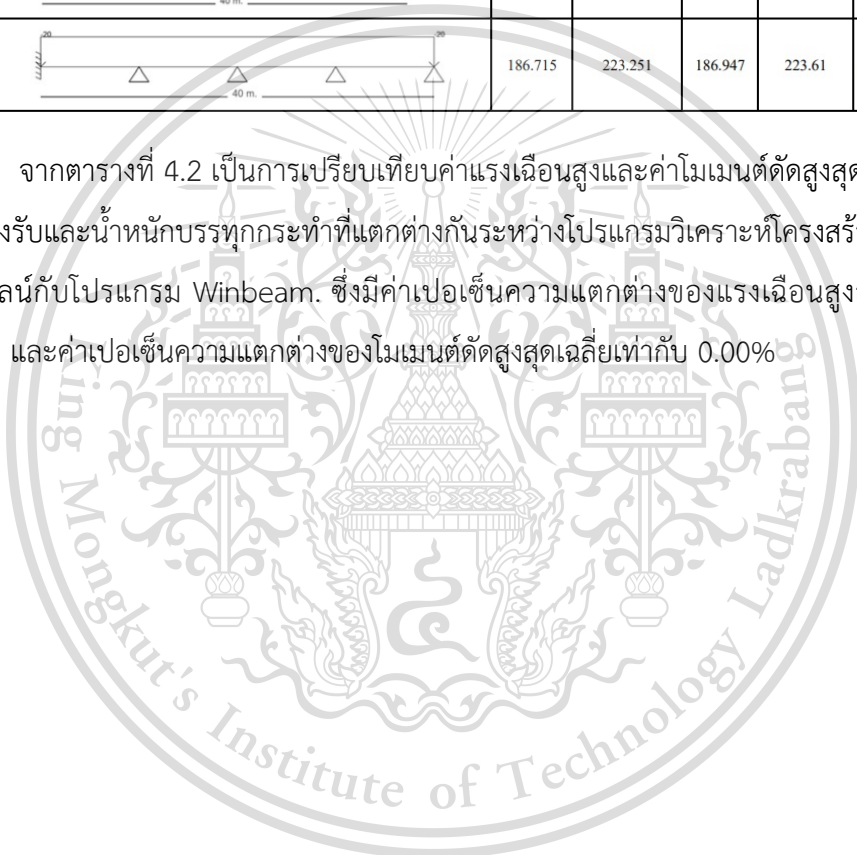 40 m.
-20 -20
186.715 223.251 186.947 223.61
40 m.
จากตารางที่ 4.2 เป็นการเปรียบเทียบค่าแรงเฉือนสูงและค่าโมเมนต์ดัดสูงสุด
งรับและน้ำหนักบรรทุกกระทำที่แตกต่างกันระหว่างโปรแกรมวิเคราะห์โครงสร้
ลน์กับโปรแกรม Winbeam. ซึ่งมีค่าเปอเซ็นความแตกต่างของแรงเฉือนสูง
และค่าเปอเซ็นความแตกต่างของโมเมนต์ดัดสูงสุดเฉลี่ยเท่ากับ 0.00%
King Mongkut's Institute of Technology Ladkrabang